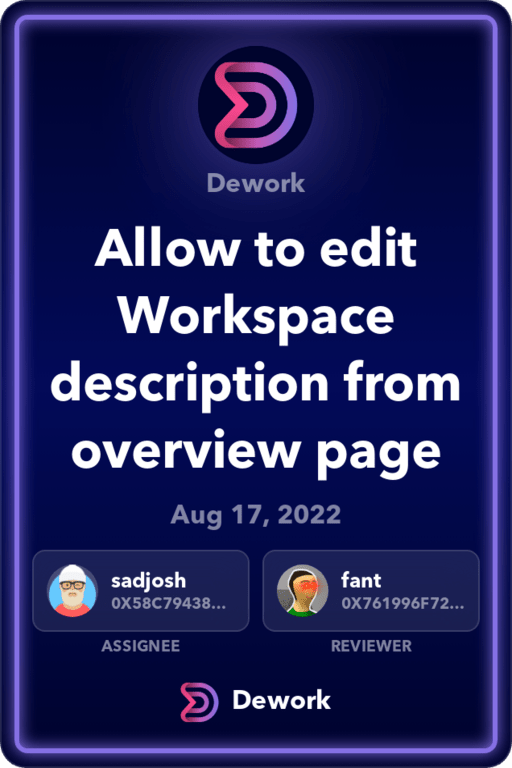 Dework
Allow to edit
Workspace
description from
overview page
Aug 17, 2022
sadjosh
0X58C79438...
fant
0X761996F72...
ASSIGNEE
REVIEWER
Dework